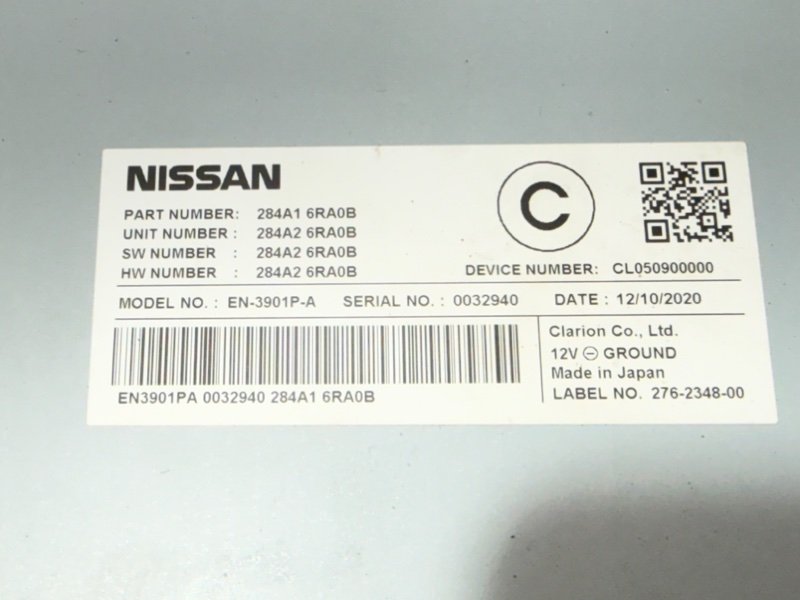 NISSAN
C
PART NUMBER: 284A1 6RA0B
UNIT NUMBER: 284A2 6RA0B
SW NUMBER : 284A2 6RA0B
HW NUMBER : 284A2 6RA0B
DEVICE NUMBER: CL050900000
MODEL NO. : EN-3901P-A SERIAL NO. : 0032940 DATE : 12/10/2020
EN3901PA 0032940 284A1 6RA0B
Clarion Co., Ltd.
12V ⊖ GROUND
Made in Japan
LABEL NO. 276-2348-00